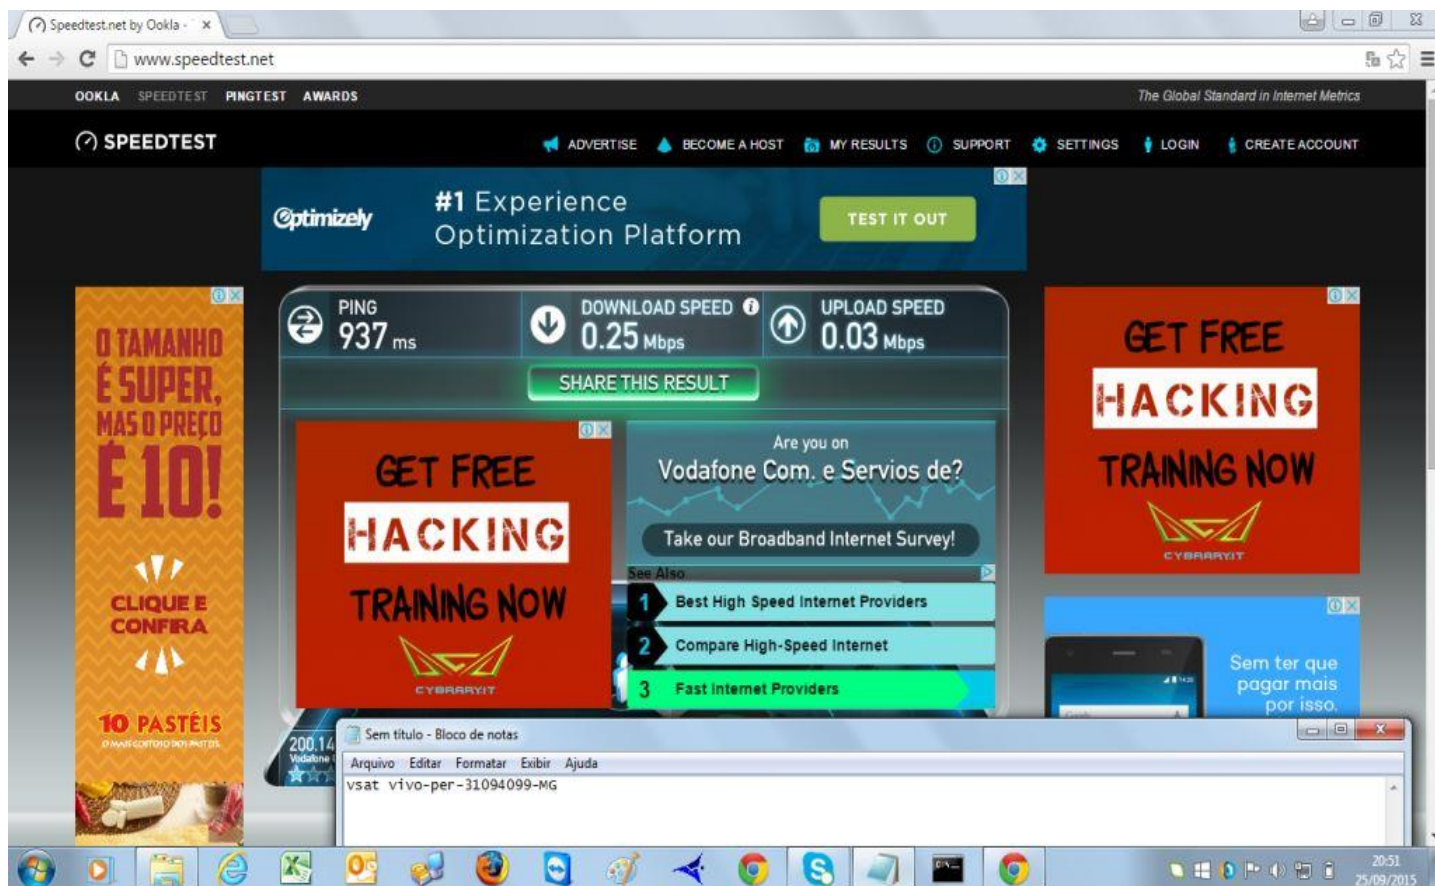 Speedtest.net by Ookla -
www.speedtest.net
OOKLA SPEEDTEST PINGTEST AWARDS
The Global Standard in Internet Metrics
SPEEDTEST
ADVERTISE BECOME A HOST MY RESULTS SUPPORT SETTINGS LOGIN CREATE ACCOUNT
Optimizely
#1 Experience
Optimization Platform
TEST IT OUT
O TAMANHO
É SUPER,
MAS O PREÇO
É 10!
CLIQUE E
CONFIRA
10 PASTÉIS
O MAIS GOSTOSO DOS PASTÉIS.
PING
937 ms
DOWNLOAD SPEED
0.25 Mbps
UPLOAD SPEED
0.03 Mbps
SHARE THIS RESULT
GET FREE
HACKING
TRAINING NOW
CYBRARY.IT
Are you on
Vodafone Com. e Servios de?
Take our Broadband Internet Survey!
See Also
1 Best High Speed Internet Providers
2 Compare High-Speed Internet
3 Fast Internet Providers
GET FREE
HACKING
TRAINING NOW
CYBRARY.IT
Sem ter que
pagar mais
por isso.
200.14
Vodafone
Sem título - Bloco de notas
Arquivo Editar Formatar Exibir Ajuda
vsat vivo-per-31094099-MG
20:51
25/09/2015